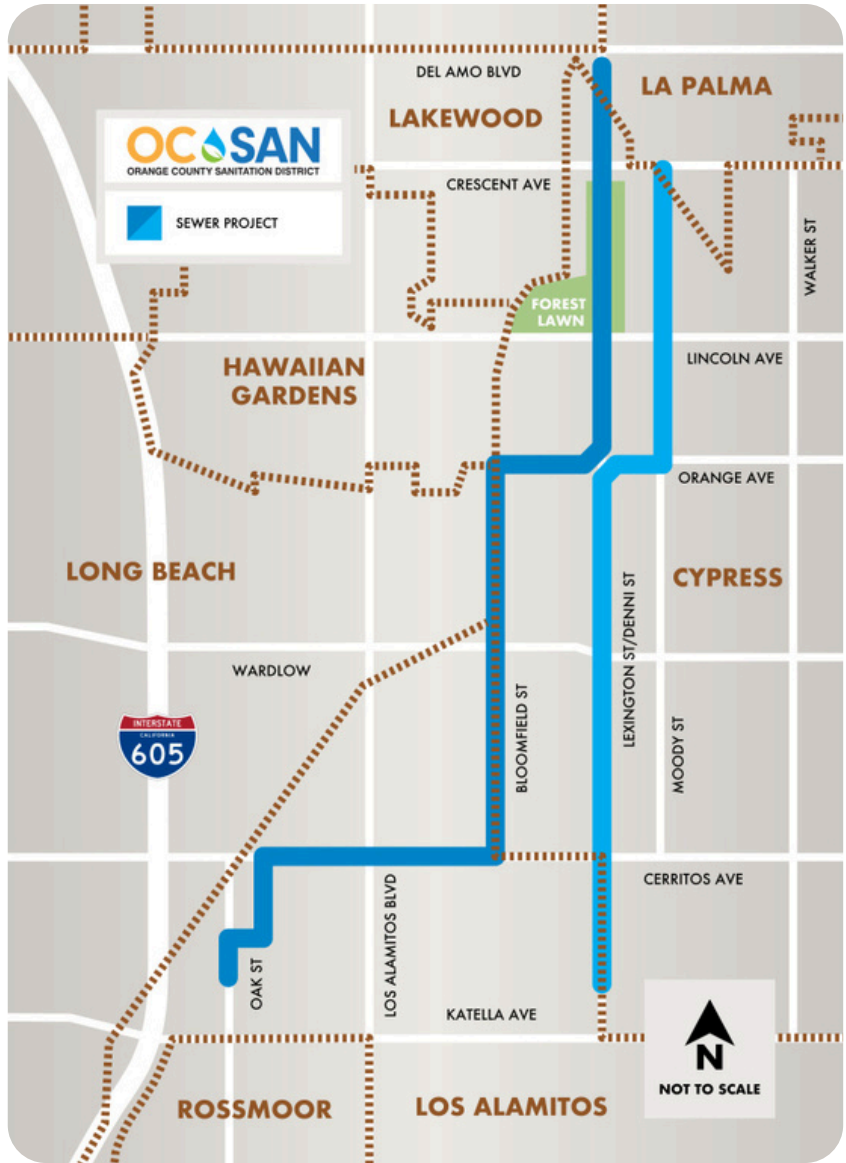 DEL AMO BLVD
LA PALMA
LAKEWOOD
OC SAN
ORANGE COUNTY SANITATION DISTRICT
CRESCENT AVE
SEWER PROJECT
WALKER ST
FOREST
LAWN
LINCOLN AVE
HAWAIIAN
GARDENS
ORANGE AVE
LONG BEACH
CYPRESS
LEXINGTON ST/DENNI ST
WARDLOW
BLOOMFIELD ST
MOODY ST
INTERSTATE
CALIFORNIA
605
CERRITOS AVE
LOS ALAMITOS BLVD
OAK ST
KATELLA AVE
N
NOT TO SCALE
ROSSMOOR
LOS ALAMITOS